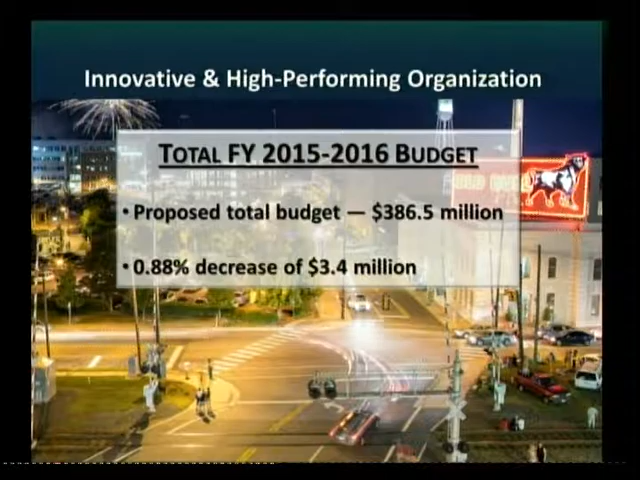 Innovative & High-Performing Organization
TOTAL FY 2015-2016 BUDGET
• Proposed total budget — $386.5 million
• 0.88% decrease of $3.4 million